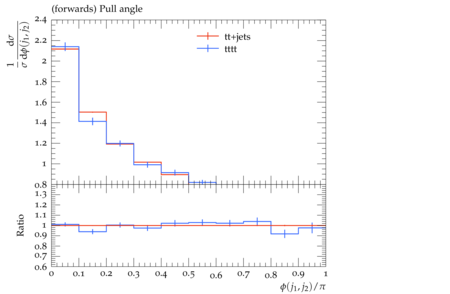 (forwards) Pull angle
1/σ dσ/dϕ(j₁, j₂)
2.4
2.2
2
1.8
1.6
1.4
1.2
1
0.8
tt+jets
tttt
Ratio
1.3
1.2
1.1
1
0.9
0.8
0.7
0.6
0 0.1 0.2 0.3 0.4 0.5 0.6 0.7 0.8 0.9 1
ϕ(j₁, j₂)/π